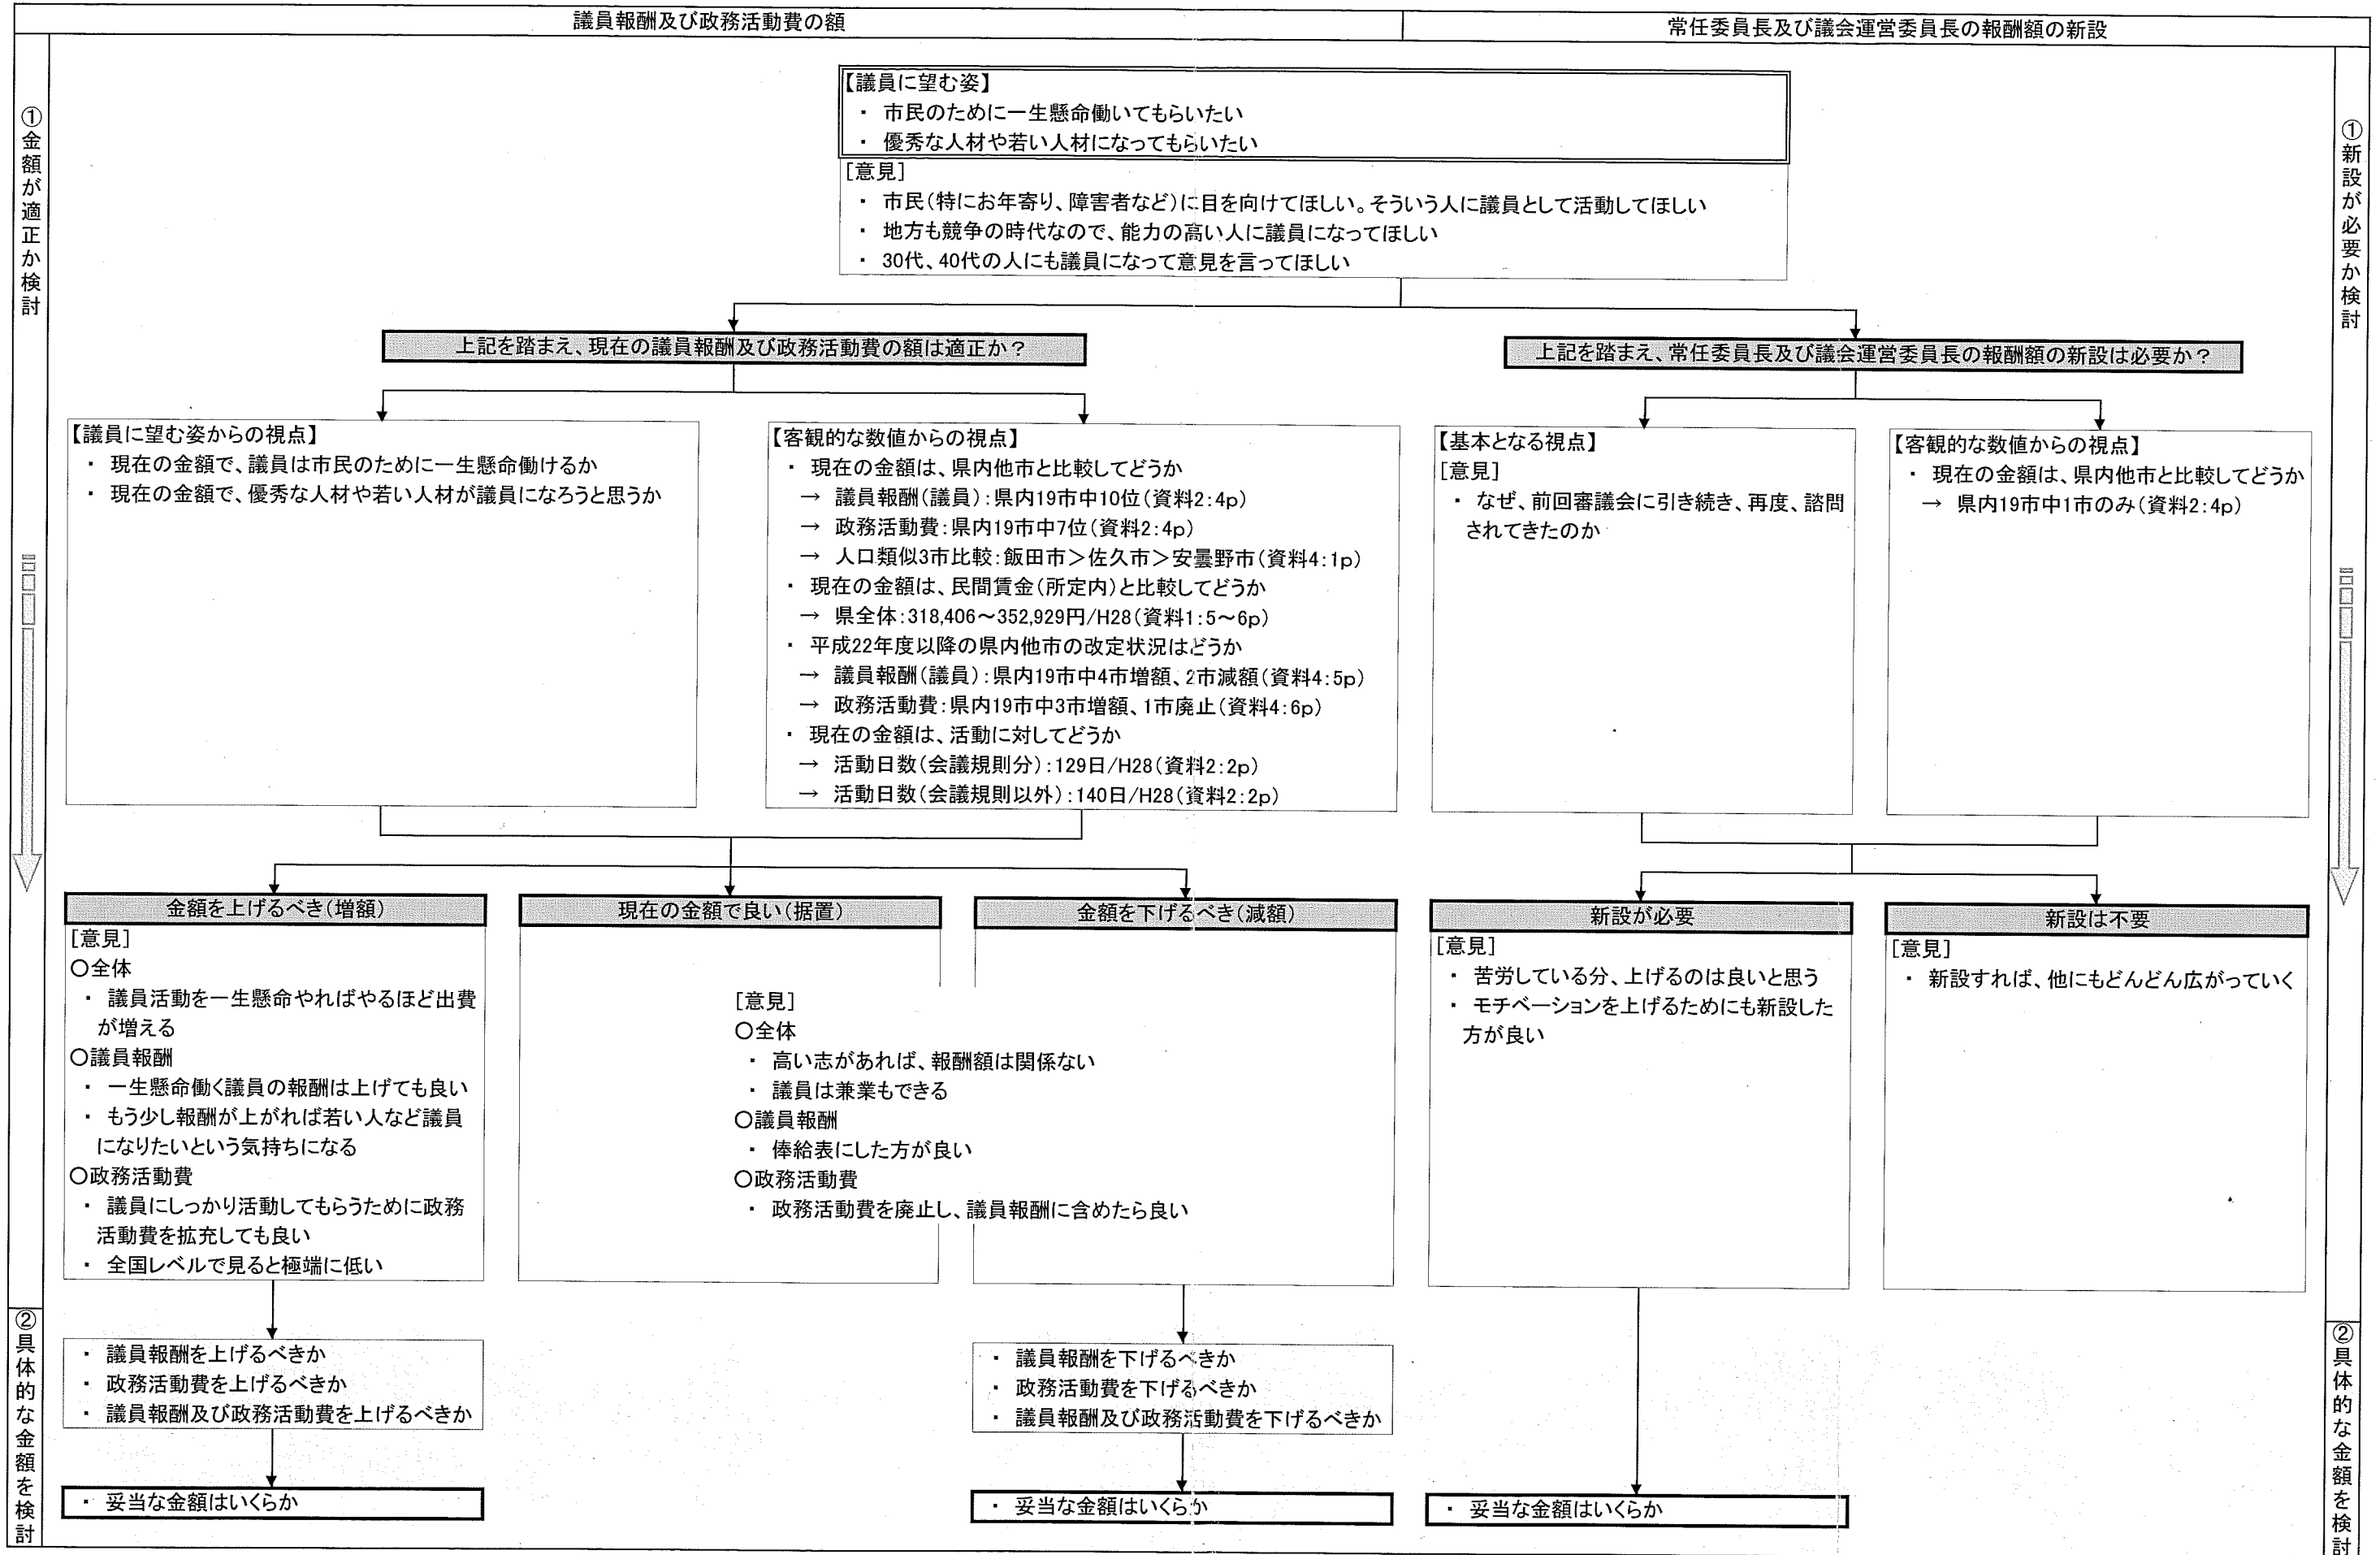 議員報酬及び政務活動費の額
常任委員長及び議会運営委員長の報酬額の新設
①金額が適正か検討
①新設が必要か検討
【議員に望む姿】
・ 市民のために一生懸命働いてもらいたい
・ 優秀な人材や若い人材になってもらいたい
[意見]
・ 市民(特にお年寄り、障害者など)に目を向けてほしい。そういう人に議員として活動してほしい
・ 地方も競争の時代なので、能力の高い人に議員になってほしい
・ 30代、40代の人にも議員になって意見を言ってほしい
上記を踏まえ、現在の議員報酬及び政務活動費の額は適正か？
上記を踏まえ、常任委員長及び議会運営委員長の報酬額の新設は必要か？
【議員に望む姿からの視点】
・ 現在の金額で、議員は市民のために一生懸命働けるか
・ 現在の金額で、優秀な人材や若い人材が議員になろうと思うか
【客観的な数値からの視点】
・ 現在の金額は、県内他市と比較してどうか
→ 議員報酬(議員):県内19市中10位(資料2:4p)
→ 政務活動費:県内19市中7位(資料2:4p)
→ 人口類似3市比較:飯田市＞佐久市＞安曇野市(資料4:1p)
・ 現在の金額は、民間賃金(所定内)と比較してどうか
→ 県全体:318,406～352,929円/H28(資料1:5～6p)
・ 平成22年度以降の県内他市の改定状況はどうか
→ 議員報酬(議員):県内19市中4市増額、2市減額(資料4:5p)
→ 政務活動費:県内19市中3市増額、1市廃止(資料4:6p)
・ 現在の金額は、活動に対してどうか
→ 活動日数(会議規則分):129日/H28(資料2:2p)
→ 活動日数(会議規則以外):140日/H28(資料2:2p)
【基本となる視点】
[意見]
・ なぜ、前回審議会に引き続き、再度、諮問
されてきたのか
【客観的な数値からの視点】
・ 現在の金額は、県内他市と比較してどうか
→ 県内19市中1市のみ(資料2:4p)
金額を上げるべき(増額)
[意見]
○全体
・ 議員活動を一生懸命やればやるほど出費
が増える
○議員報酬
・ 一生懸命働く議員の報酬は上げても良い
・ もう少し報酬が上がれば若い人など議員
になりたいという気持ちになる
○政務活動費
・ 議員にしっかり活動してもらうために政務
活動費を拡充しても良い
・ 全国レベルで見ると極端に低い
現在の金額で良い(据置)
金額を下げるべき(減額)
[意見]
○全体
・ 高い志があれば、報酬額は関係ない
・ 議員は兼業もできる
○議員報酬
・ 俸給表にした方が良い
○政務活動費
・ 政務活動費を廃止し、議員報酬に含めたら良い
新設が必要
[意見]
・ 苦労している分、上げるのは良いと思う
・ モチベーションを上げるためにも新設した
方が良い
新設は不要
[意見]
・ 新設すれば、他にもどんどん広がっていく
②具体的な金額を検討
②具体的な金額を検討
・ 議員報酬を上げるべきか
・ 政務活動費を上げるべきか
・ 議員報酬及び政務活動費を上げるべきか
・ 議員報酬を下げるべきか
・ 政務活動費を下げるべきか
・ 議員報酬及び政務活動費を下げるべきか
・ 妥当な金額はいくらか
・ 妥当な金額はいくらか
・ 妥当な金額はいくらか